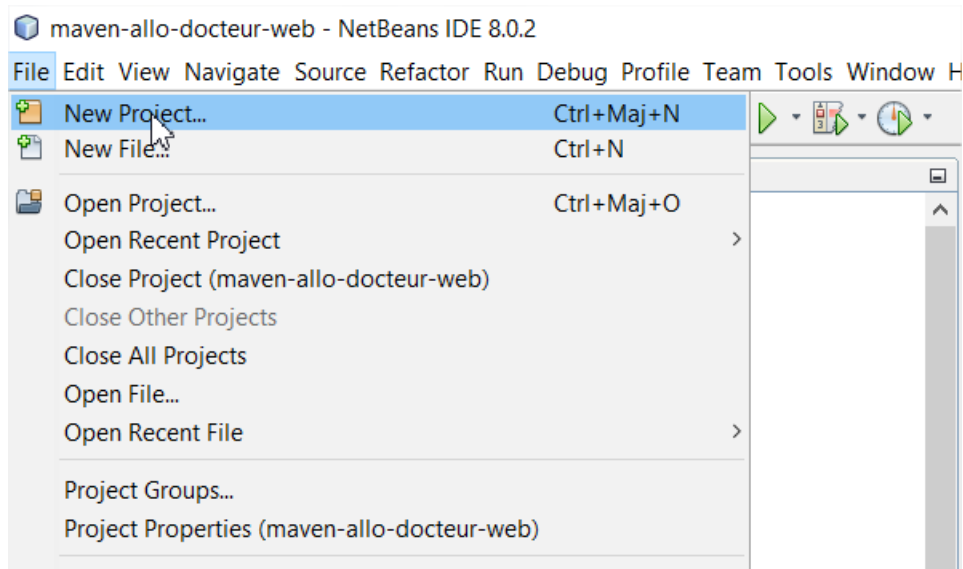 maven-allo-docteur-web - NetBeans IDE 8.0.2
File Edit View Navigate Source Refactor Run Debug Profile Team Tools Window H
New Project... Ctrl+Maj+N
New File... Ctrl+N
Open Project... Ctrl+Maj+O
Open Recent Project
Close Project (maven-allo-docteur-web)
Close Other Projects
Close All Projects
Open File...
Open Recent File
Project Groups...
Project Properties (maven-allo-docteur-web)